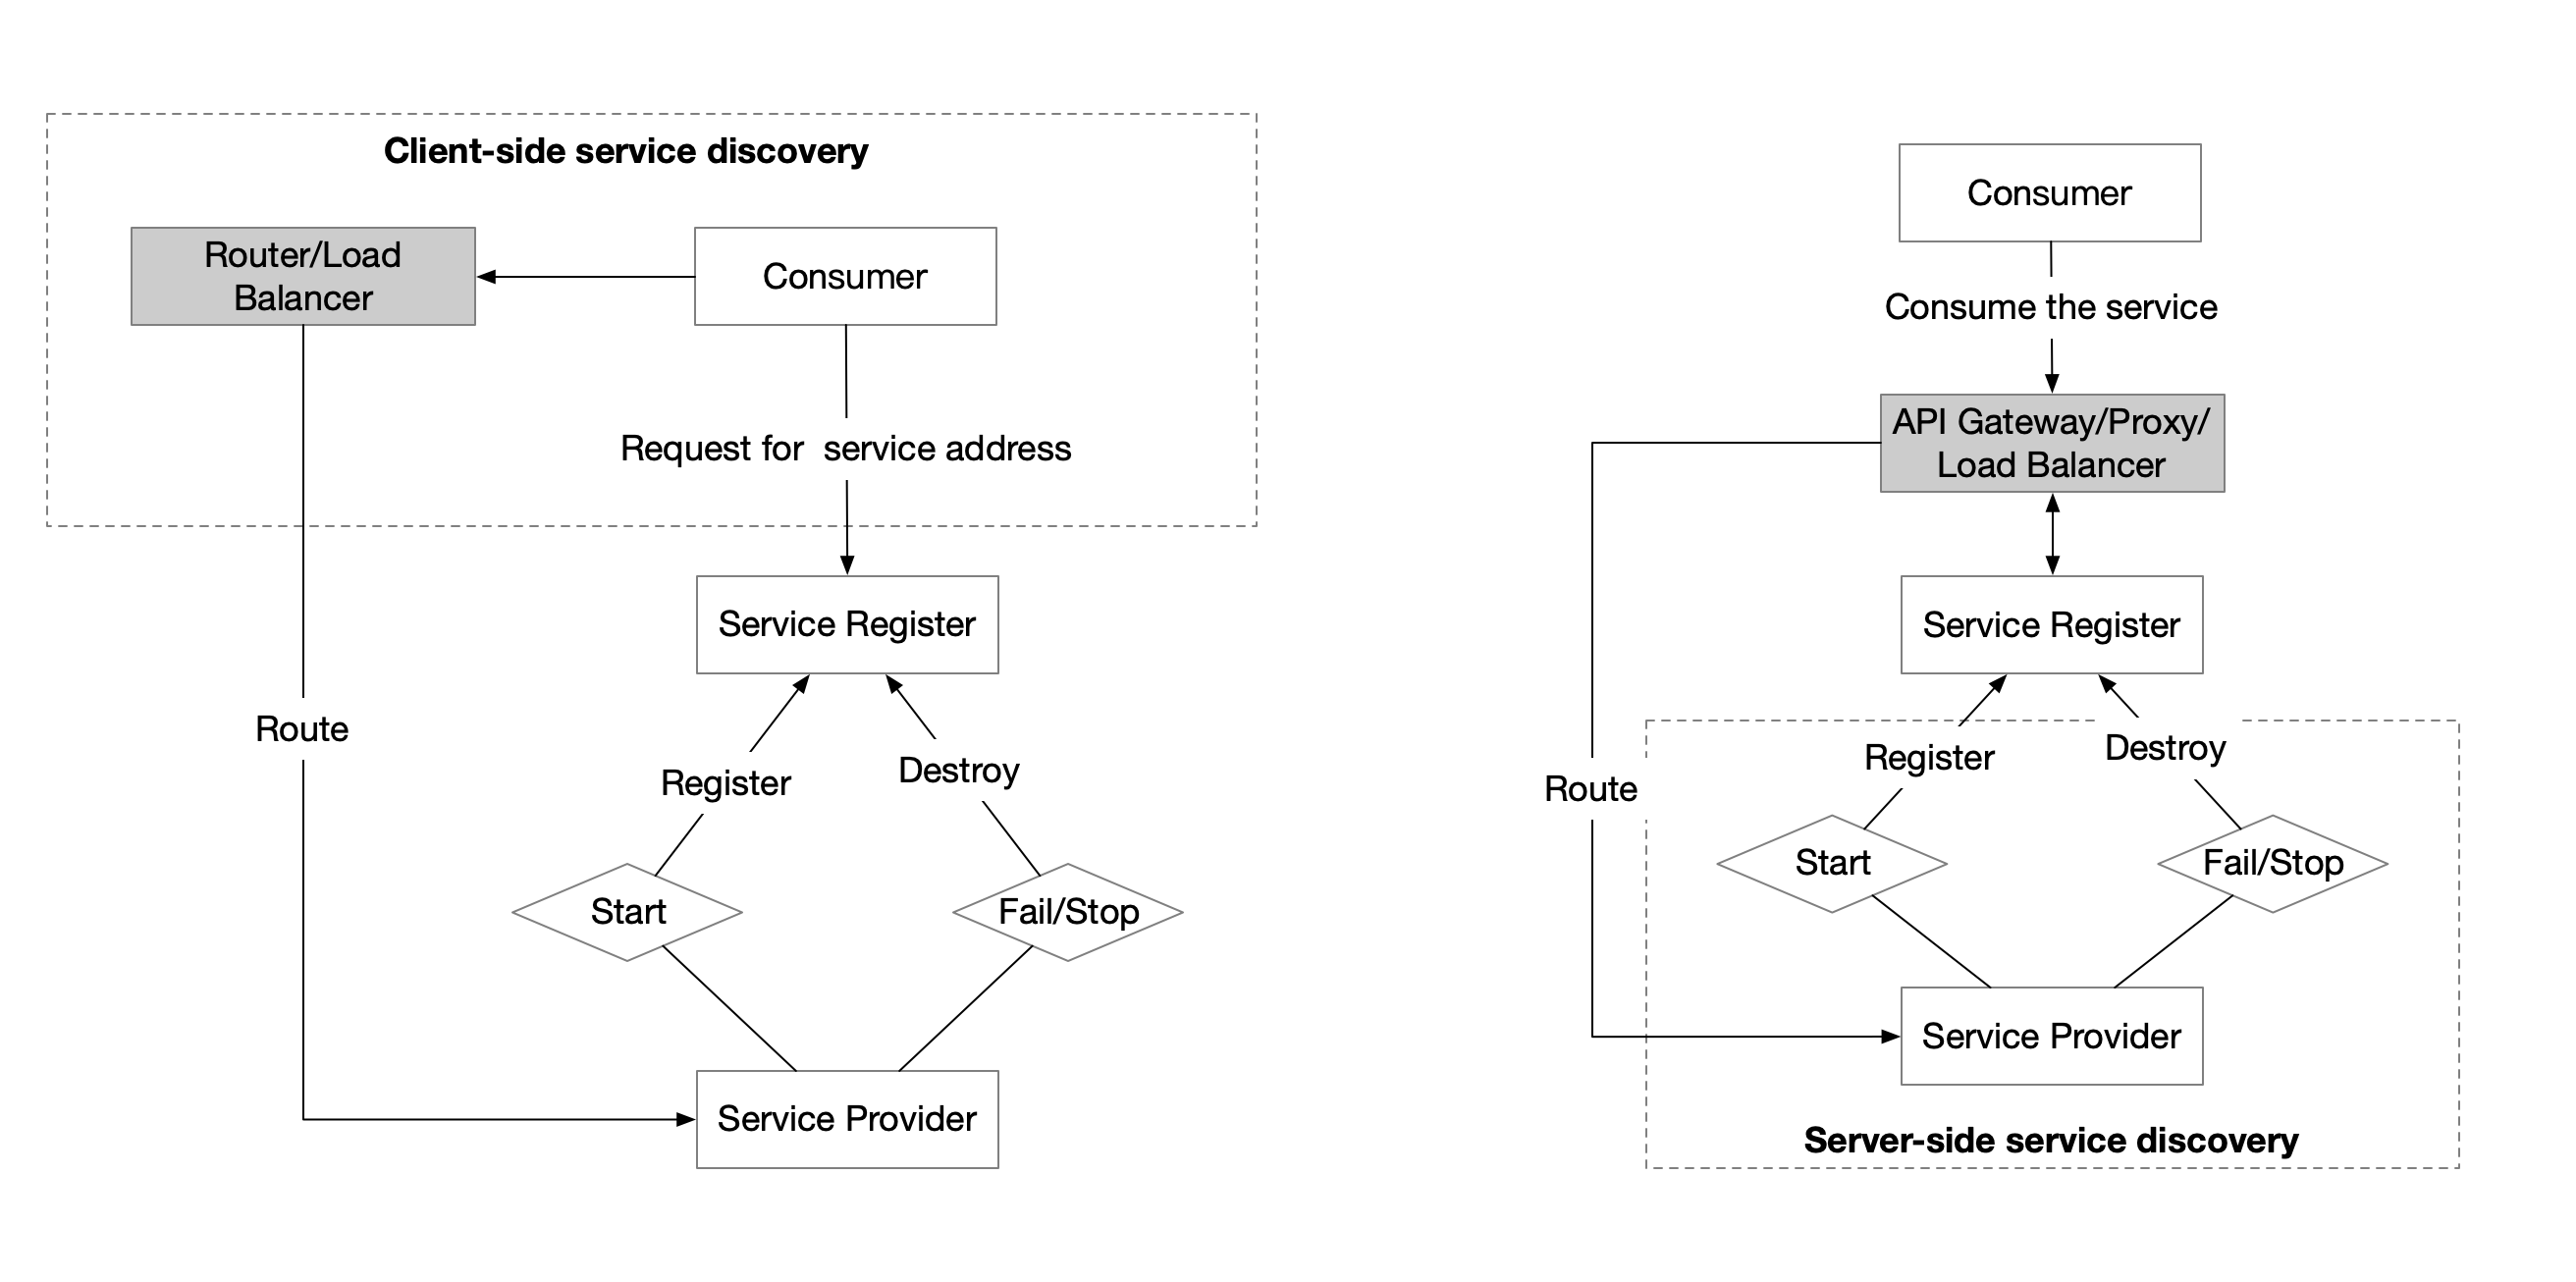 Client-side service discovery
Router/Load
Balancer
Consumer
Request for  service address
Service Register
Route
Register
Destroy
Start
Fail/Stop
Service Provider
Consumer
Consume the service
API Gateway/Proxy/
Load Balancer
Service Register
Route
Register
Destroy
Start
Fail/Stop
Service Provider
Server-side service discovery